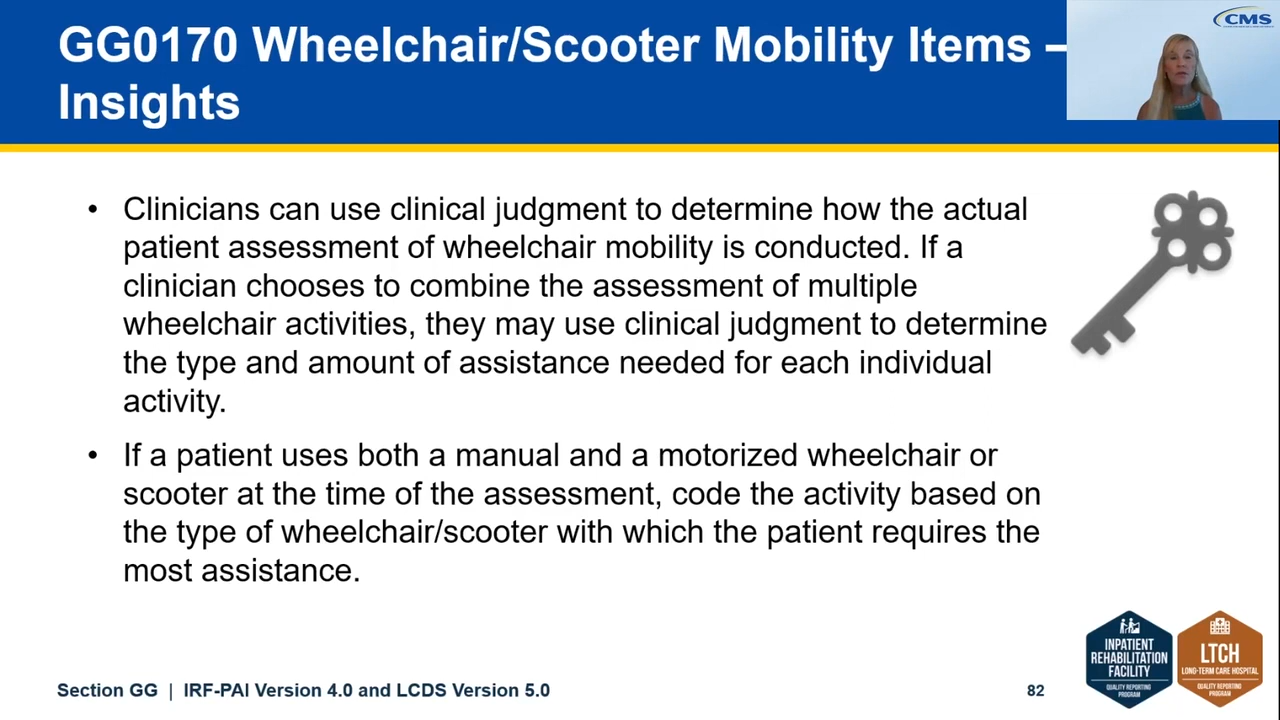 GG0170 Wheelchair/Scooter Mobility Items –
Insights
CMS
• Clinicians can use clinical judgment to determine how the actual
patient assessment of wheelchair mobility is conducted. If a
clinician chooses to combine the assessment of multiple
wheelchair activities, they may use clinical judgment to determine
the type and amount of assistance needed for each individual
activity.
• If a patient uses both a manual and a motorized wheelchair or
scooter at the time of the assessment, code the activity based on
the type of wheelchair/scooter with which the patient requires the
most assistance.
INPATIENT
REHABILITATION
FACILITY
QUALITY REPORTING
PROGRAM
LTCH
LONG-TERM CARE HOSPITAL
QUALITY REPORTING
PROGRAM
Section GG | IRF-PAI Version 4.0 and LCDS Version 5.0
82